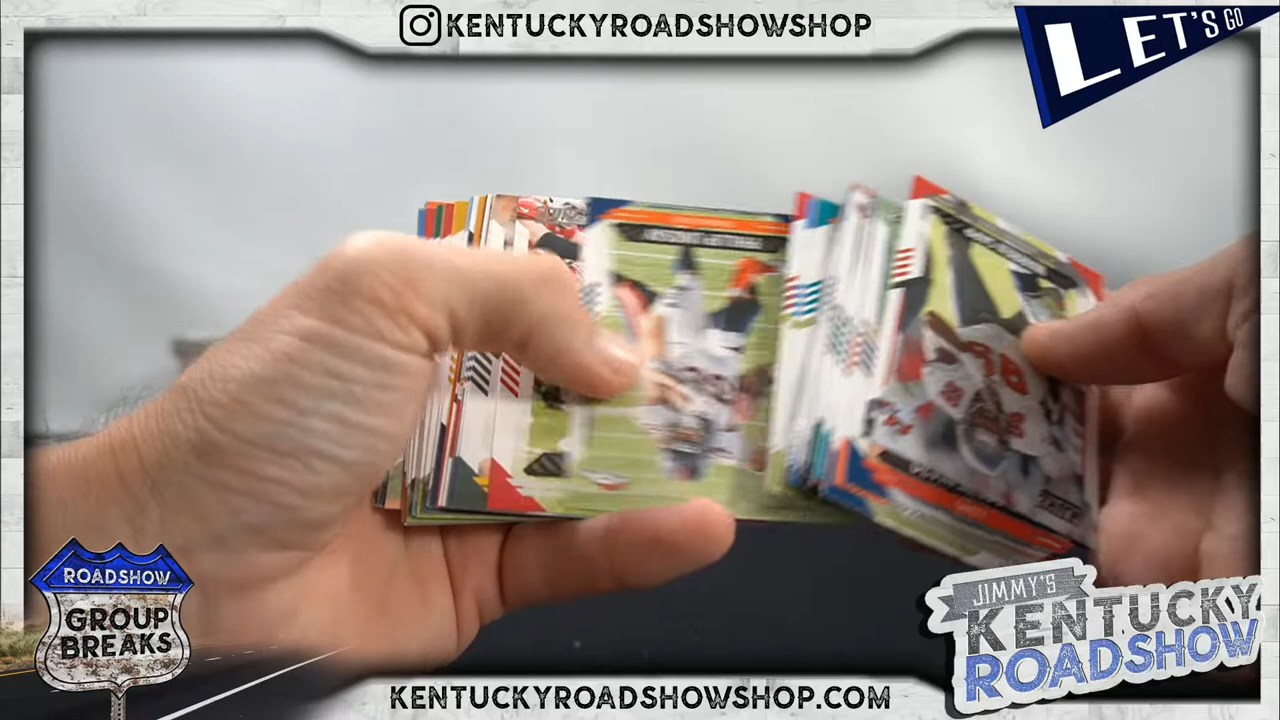 KENTUCKYROADSHOWSHOP
LET'S GO
ROADSHOW
GROUP
BREAKS
JIMMY'S
KENTUCKY
ROADSHOW
KENTUCKYROADSHOWSHOP.COM